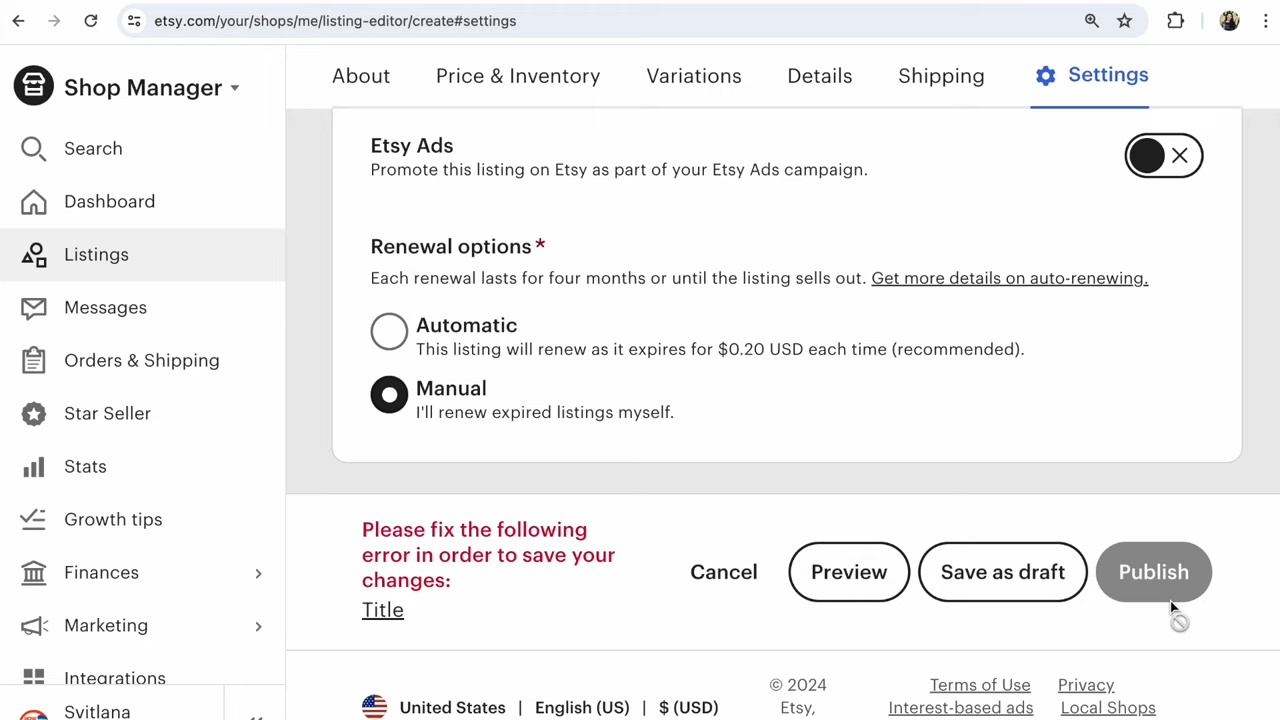 etsy.com/your/shops/me/listing-editor/create#settings
Shop Manager
Search
Dashboard
Listings
Messages
Orders & Shipping
Star Seller
Stats
Growth tips
Finances
Marketing
Integrations
Svitlana
About
Price & Inventory
Variations
Details
Shipping
Settings
Etsy Ads
Promote this listing on Etsy as part of your Etsy Ads campaign.
Renewal options*
Each renewal lasts for four months or until the listing sells out. Get more details on auto-renewing.
Automatic
This listing will renew as it expires for $0.20 USD each time (recommended).
Manual
I'll renew expired listings myself.
Please fix the following
error in order to save your
changes:
Title
Cancel
Preview
Save as draft
Publish
United States | English (US) | $ (USD)
© 2024
Etsy,
Terms of Use
Privacy
Interest-based ads
Local Shops